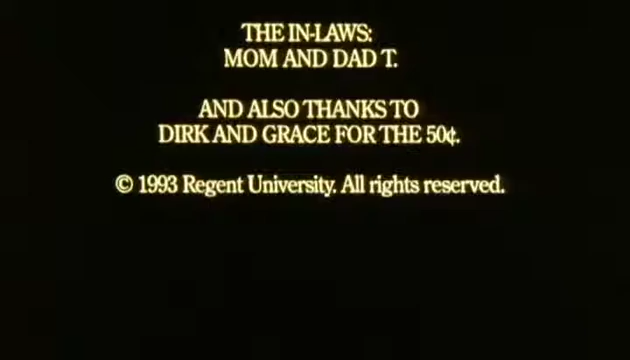 THE IN-LAWS:
MOM AND DAD T.
AND ALSO THANKS TO
DIRK AND GRACE FOR THE 50¢.
© 1993 Regent University. All rights reserved.